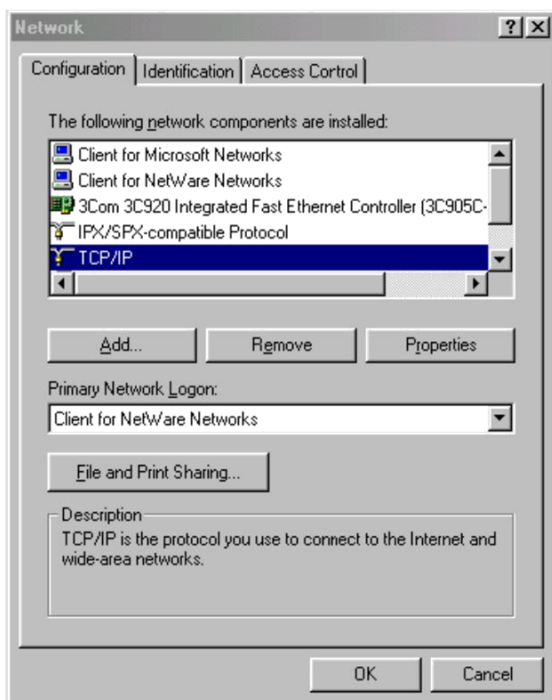 Network
? X
Configuration Identification Access Control
The following network components are installed:
Client for Microsoft Networks
Client for NetWare Networks
3Com 3C920 Integrated Fast Ethernet Controller (3C905C-
IPX/SPX-compatible Protocol
TCP/IP
Add... Remove Properties
Primary Network Logon:
Client for NetWare Networks
File and Print Sharing...
Description
TCP/IP is the protocol you use to connect to the Internet and
wide-area networks.
OK Cancel